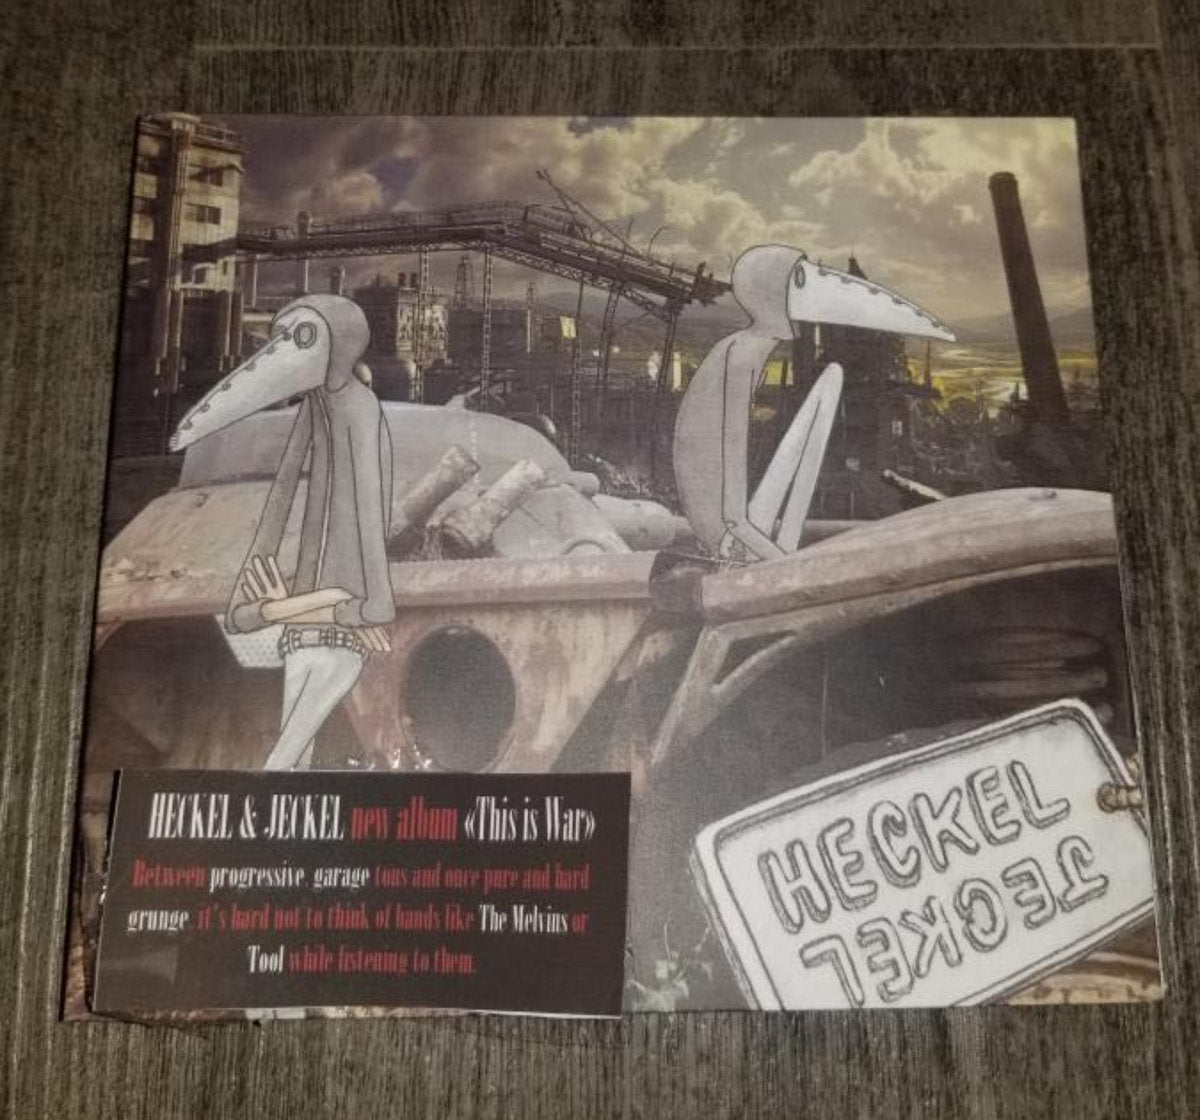 HECKEL & JECKEL new album «This is War»
Between progressive, garage tons and once pure and hard
grunge, it's hard not to think of bands like The Melvins or
Tool while listening to them.
HECKEL
JECKEL